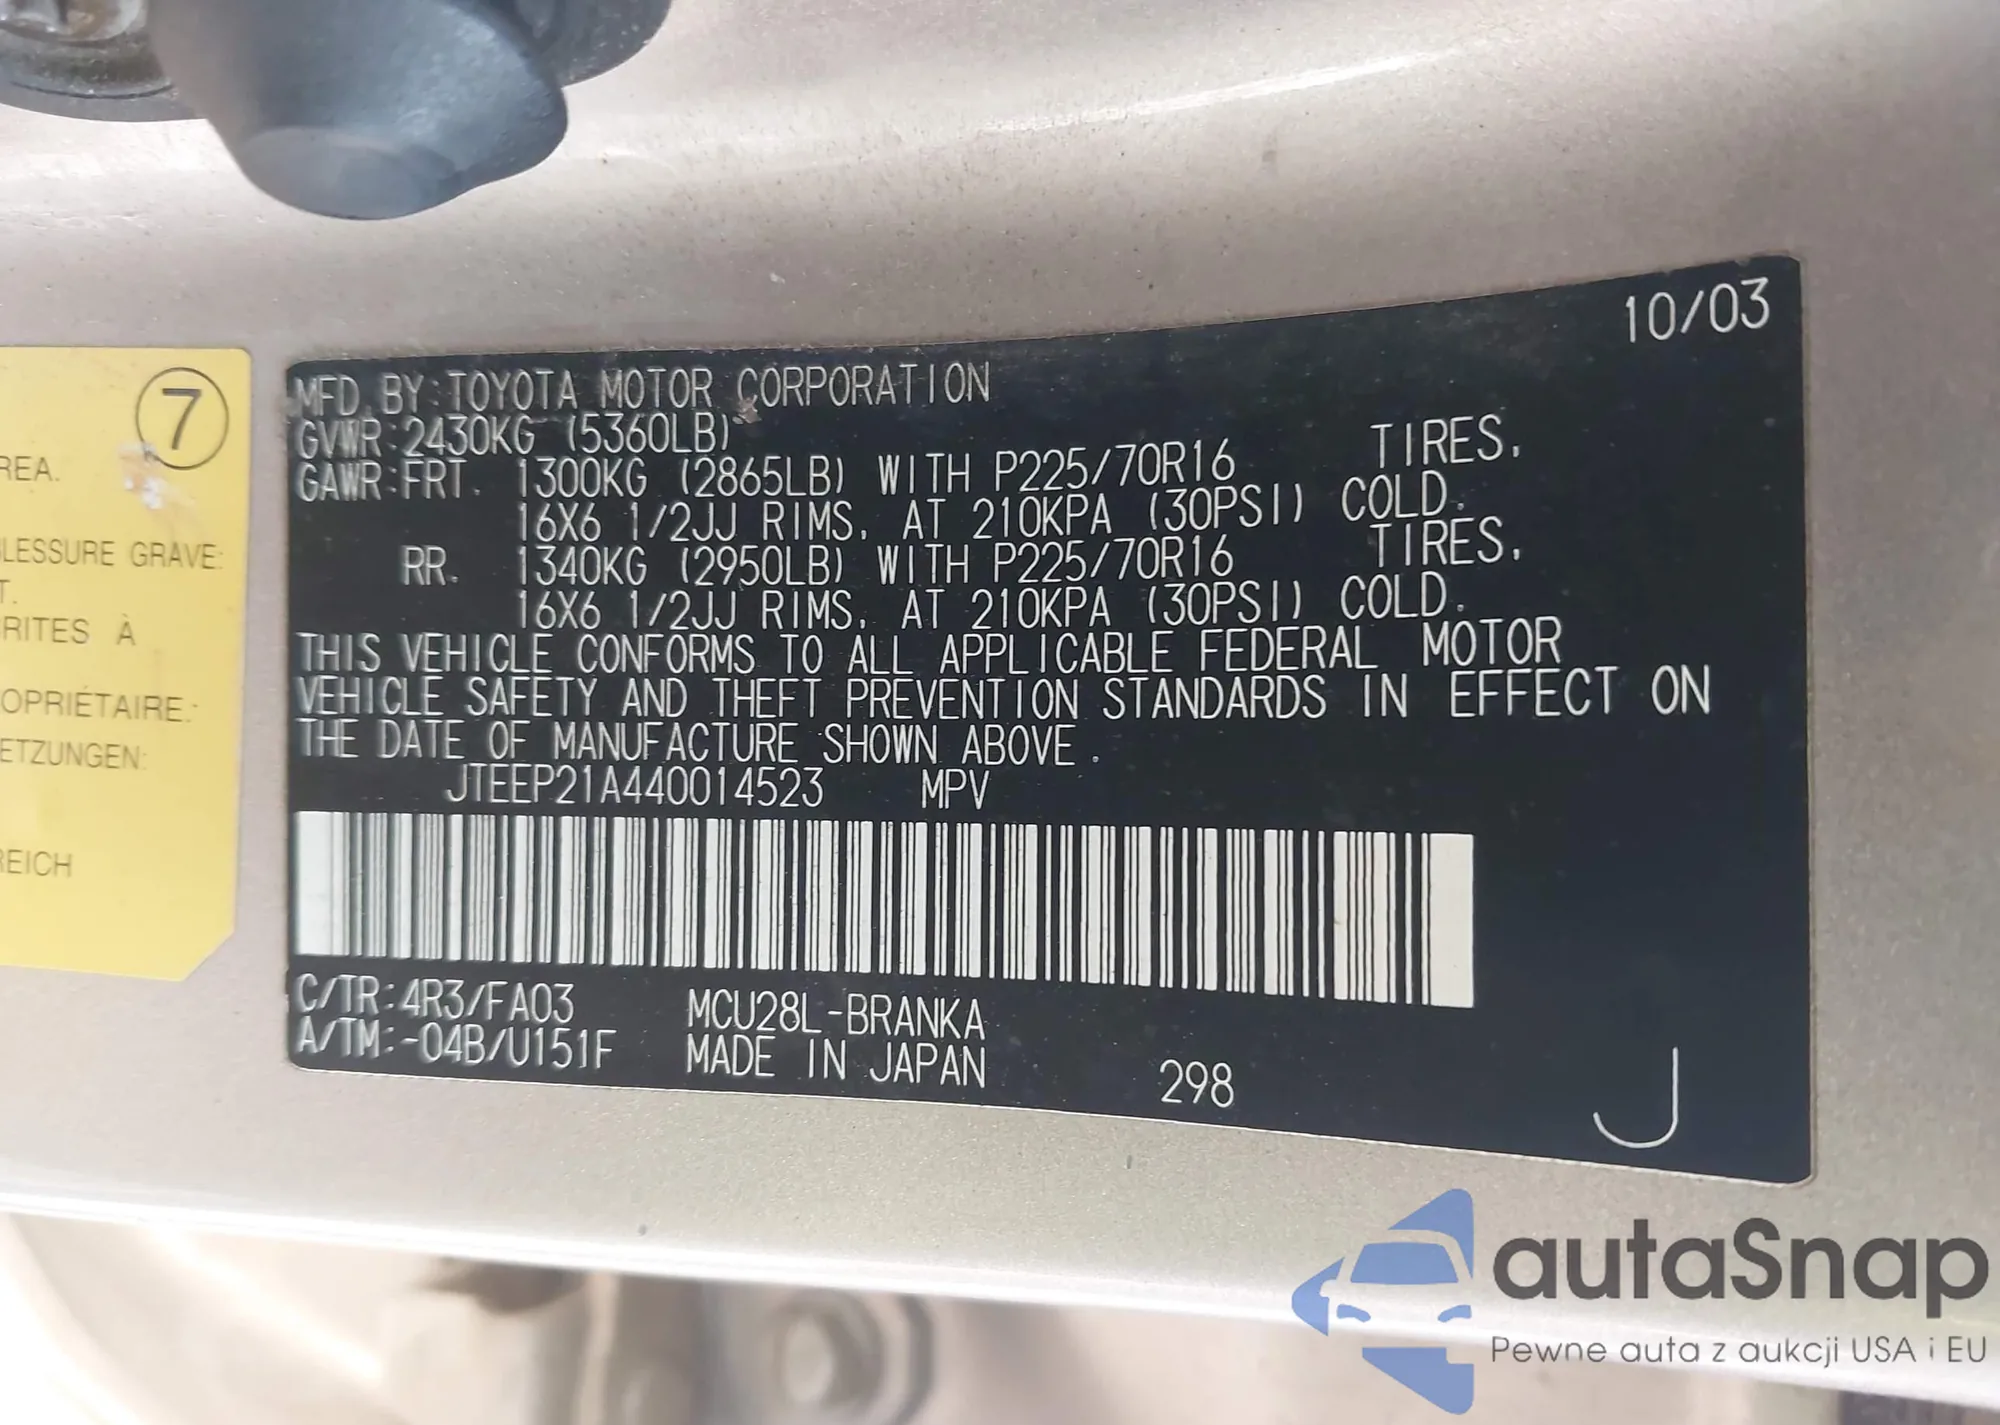 7
REA.
LESSURE GRAVE:
T.
RITES À
OPRIÉTAIRE:
ETZUNGEN:
REICH
10/03
MFD. BY: TOYOTA MOTOR CORPORATION
GVWR: 2430KG (5360LB)
GAWR: FRT. 1300KG (2865LB) WITH P225/70R16 TIRES,
16X6 1/2JJ RIMS, AT 210KPA (30PSI) COLD.
RR. 1340KG (2950LB) WITH P225/70R16 TIRES,
16X6 1/2JJ RIMS, AT 210KPA (30PSI) COLD.
THIS VEHICLE CONFORMS TO ALL APPLICABLE FEDERAL MOTOR
VEHICLE SAFETY AND THEFT PREVENTION STANDARDS IN EFFECT ON
THE DATE OF MANUFACTURE SHOWN ABOVE.
JTEEP21A440014523 MPV
C/TR: 4R3/FA03 MCU28L-BRANKA
A/TM: -04B/U151F MADE IN JAPAN 298
J
autaSnap
Pewne auta z aukcji USA i EU